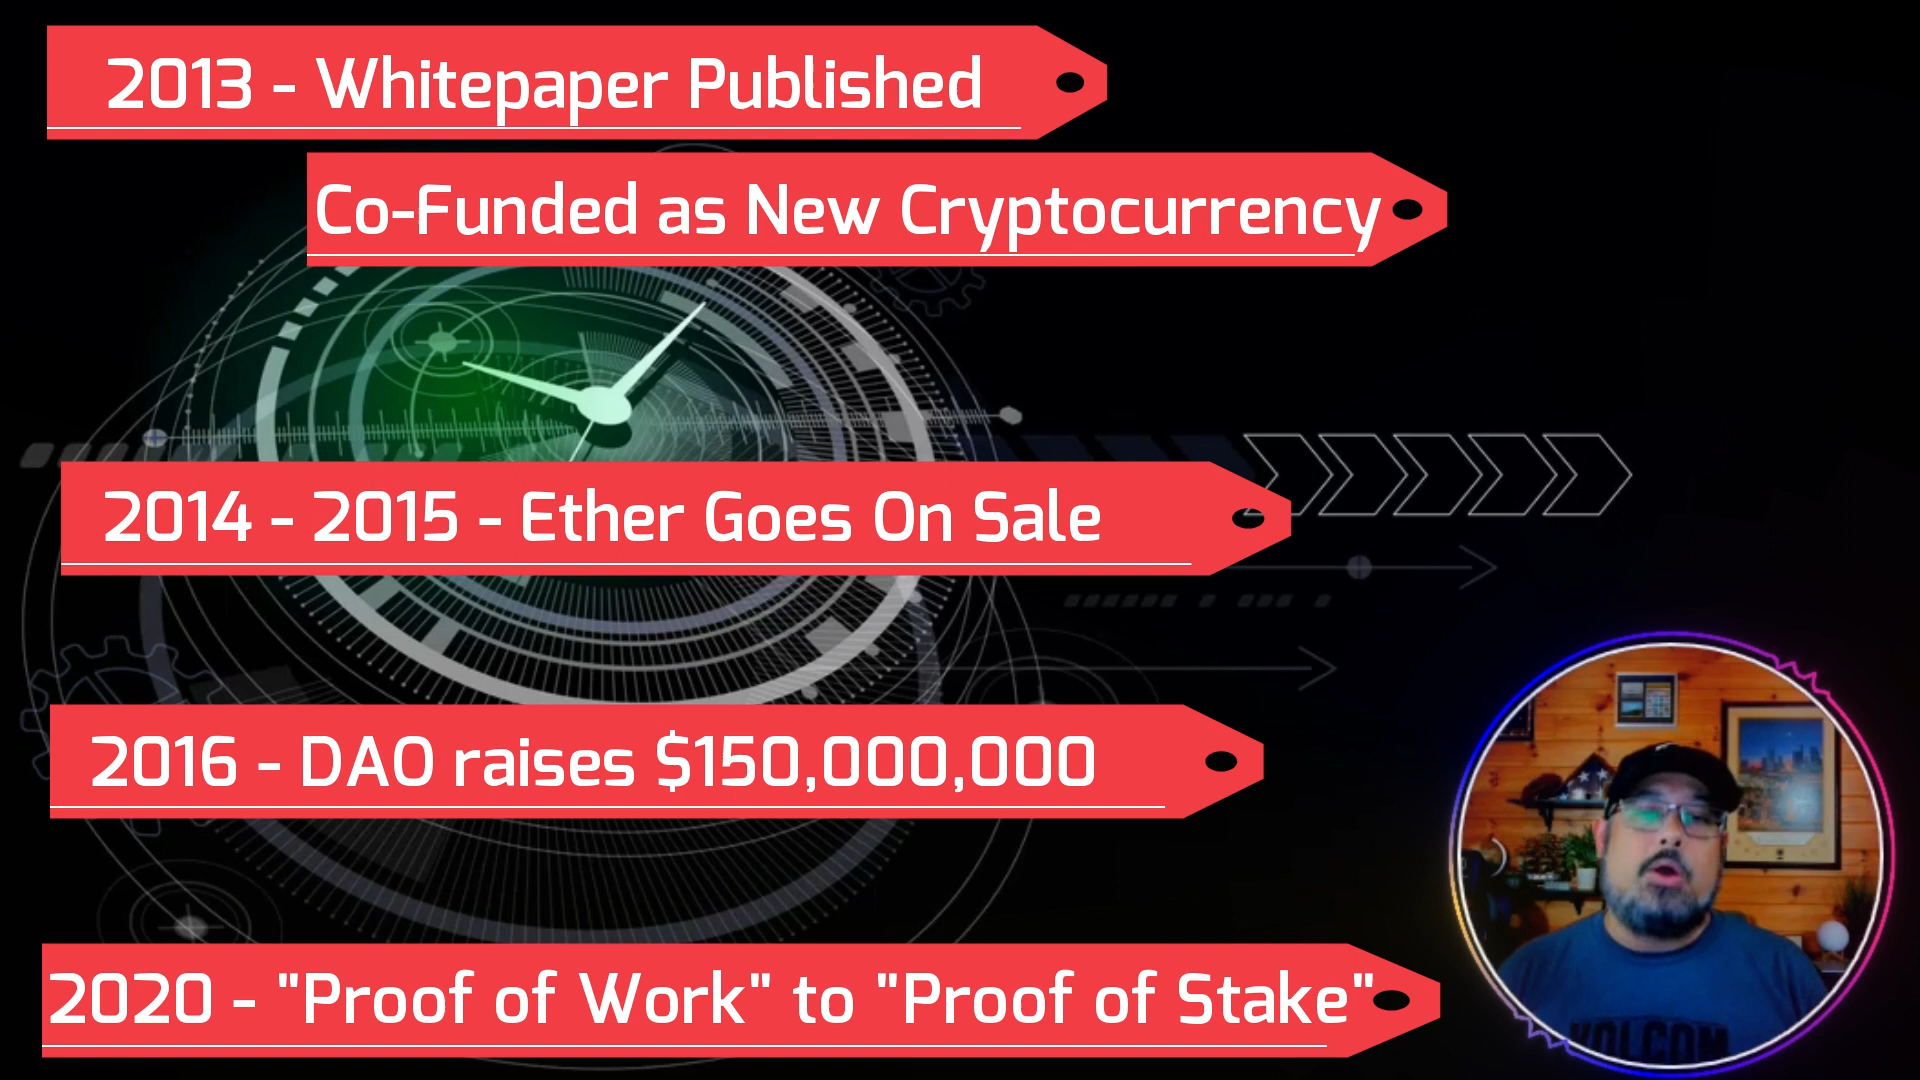 2013 - Whitepaper Published
Co-Funded as New Cryptocurrency
2014 - 2015 - Ether Goes On Sale
2016 - DAO raises $150,000,000
2020 - "Proof of Work" to "Proof of Stake"